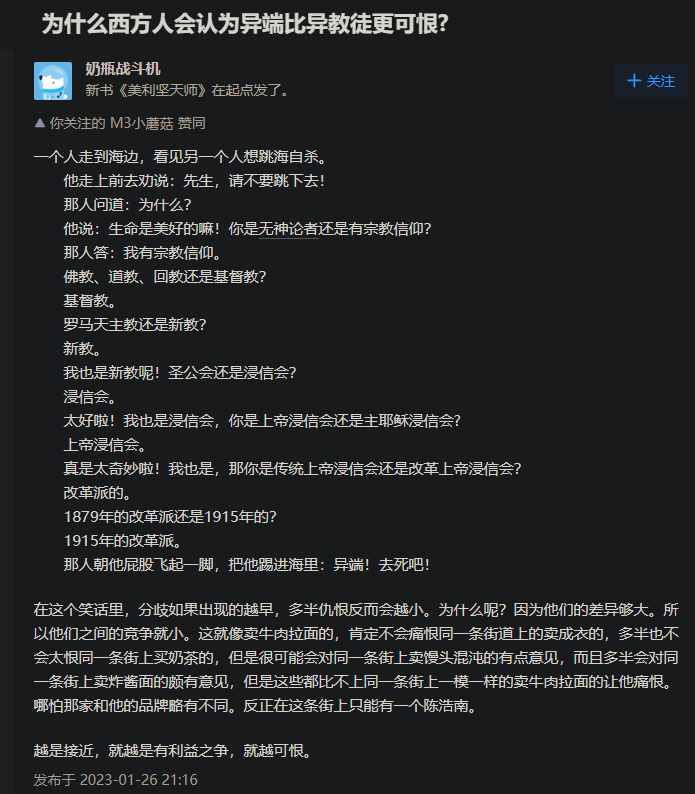 为什么西方人会认为异端比异教徒更可恨?
奶瓶战斗机
新书《美利坚天师》在起点发了。
+ 关注
▲ 你关注的 M3小蘑菇 赞同
一个人走到海边，看见另一个人想跳海自杀。
他走上前去劝说：先生，请不要跳下去！
那人问道：为什么？
他说：生命是美好的嘛！你是无神论者还是有宗教信仰？
那人答：我有宗教信仰。
佛教、道教、回教还是基督教？
基督教。
罗马天主教还是新教？
新教。
我也是新教呢！圣公会还是浸信会？
浸信会。
太好啦！我也是浸信会，你是上帝浸信会还是主耶稣浸信会？
上帝浸信会。
真是太奇妙啦！我也是，那你是传统上帝浸信会还是改革上帝浸信会？
改革派的。
1879年的改革派还是1915年的？
1915年的改革派。
那人朝他屁股飞起一脚，把他踢进海里：异端！去死吧！
在这个笑话里，分歧如果出现的越早，多半仇恨反而会越小。为什么呢？因为他们的差异够大。所
以他们之间的竞争就小。这就像卖牛肉拉面的，肯定不会痛恨同一条街道上的卖成衣的，多半也不
会太恨同一条街上买奶茶的，但是很可能会对同一条街上卖馒头混沌的有点意见，而且多半会对同
一条街上卖炸酱面的颇有意见，但是这些都比不上同一条街上一模一样的卖牛肉拉面的让他痛恨。
哪怕那家和他的品牌略有不同。反正在这条街上只能有一个陈浩南。
越是接近，就越是有利益之争，就越可恨。
发布于 2023-01-26 21:16